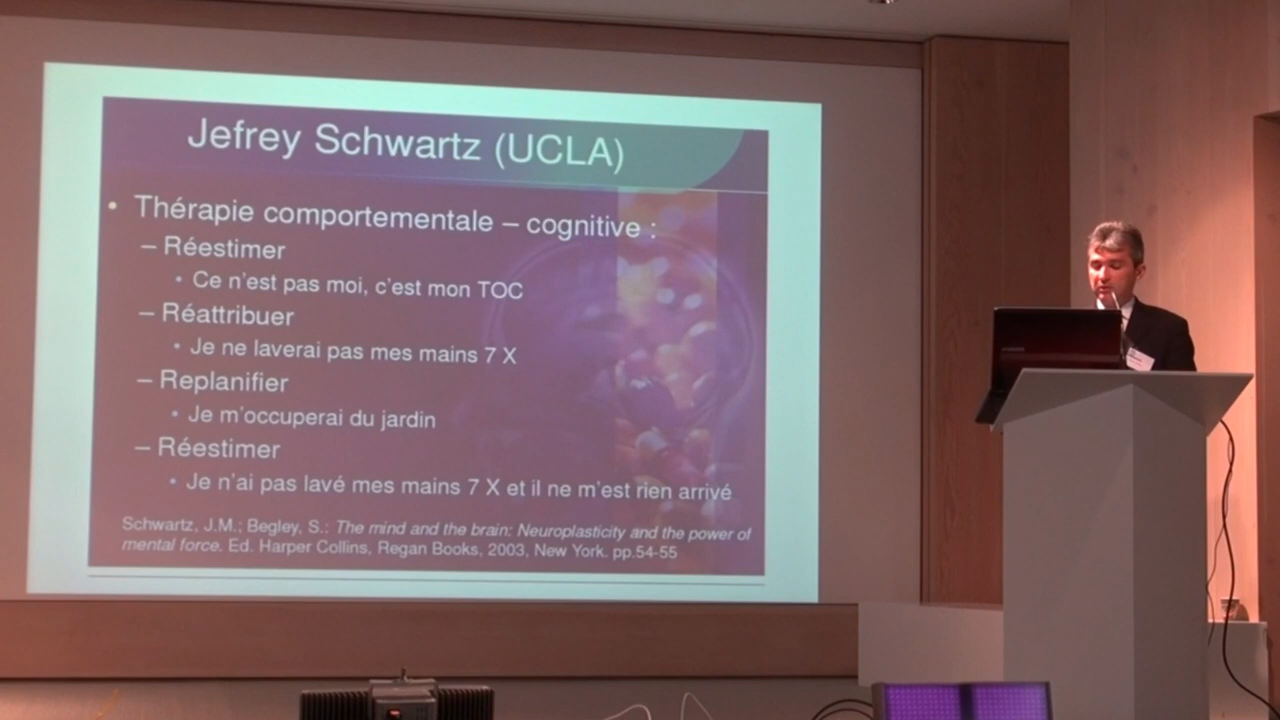 Jefrey Schwartz (UCLA)
• Thérapie comportementale – cognitive :
– Réestimer
• Ce n'est pas moi, c'est mon TOC
– Réattribuer
• Je ne laverai pas mes mains 7 X
– Replanifier
• Je m'occuperai du jardin
– Réestimer
• Je n'ai pas lavé mes mains 7 X et il ne m'est rien arrivé
Schwartz, J.M.; Begley, S.: The mind and the brain: Neuroplasticity and the power of
mental force. Ed. Harper Collins, Regan Books, 2003, New York. pp.54-55